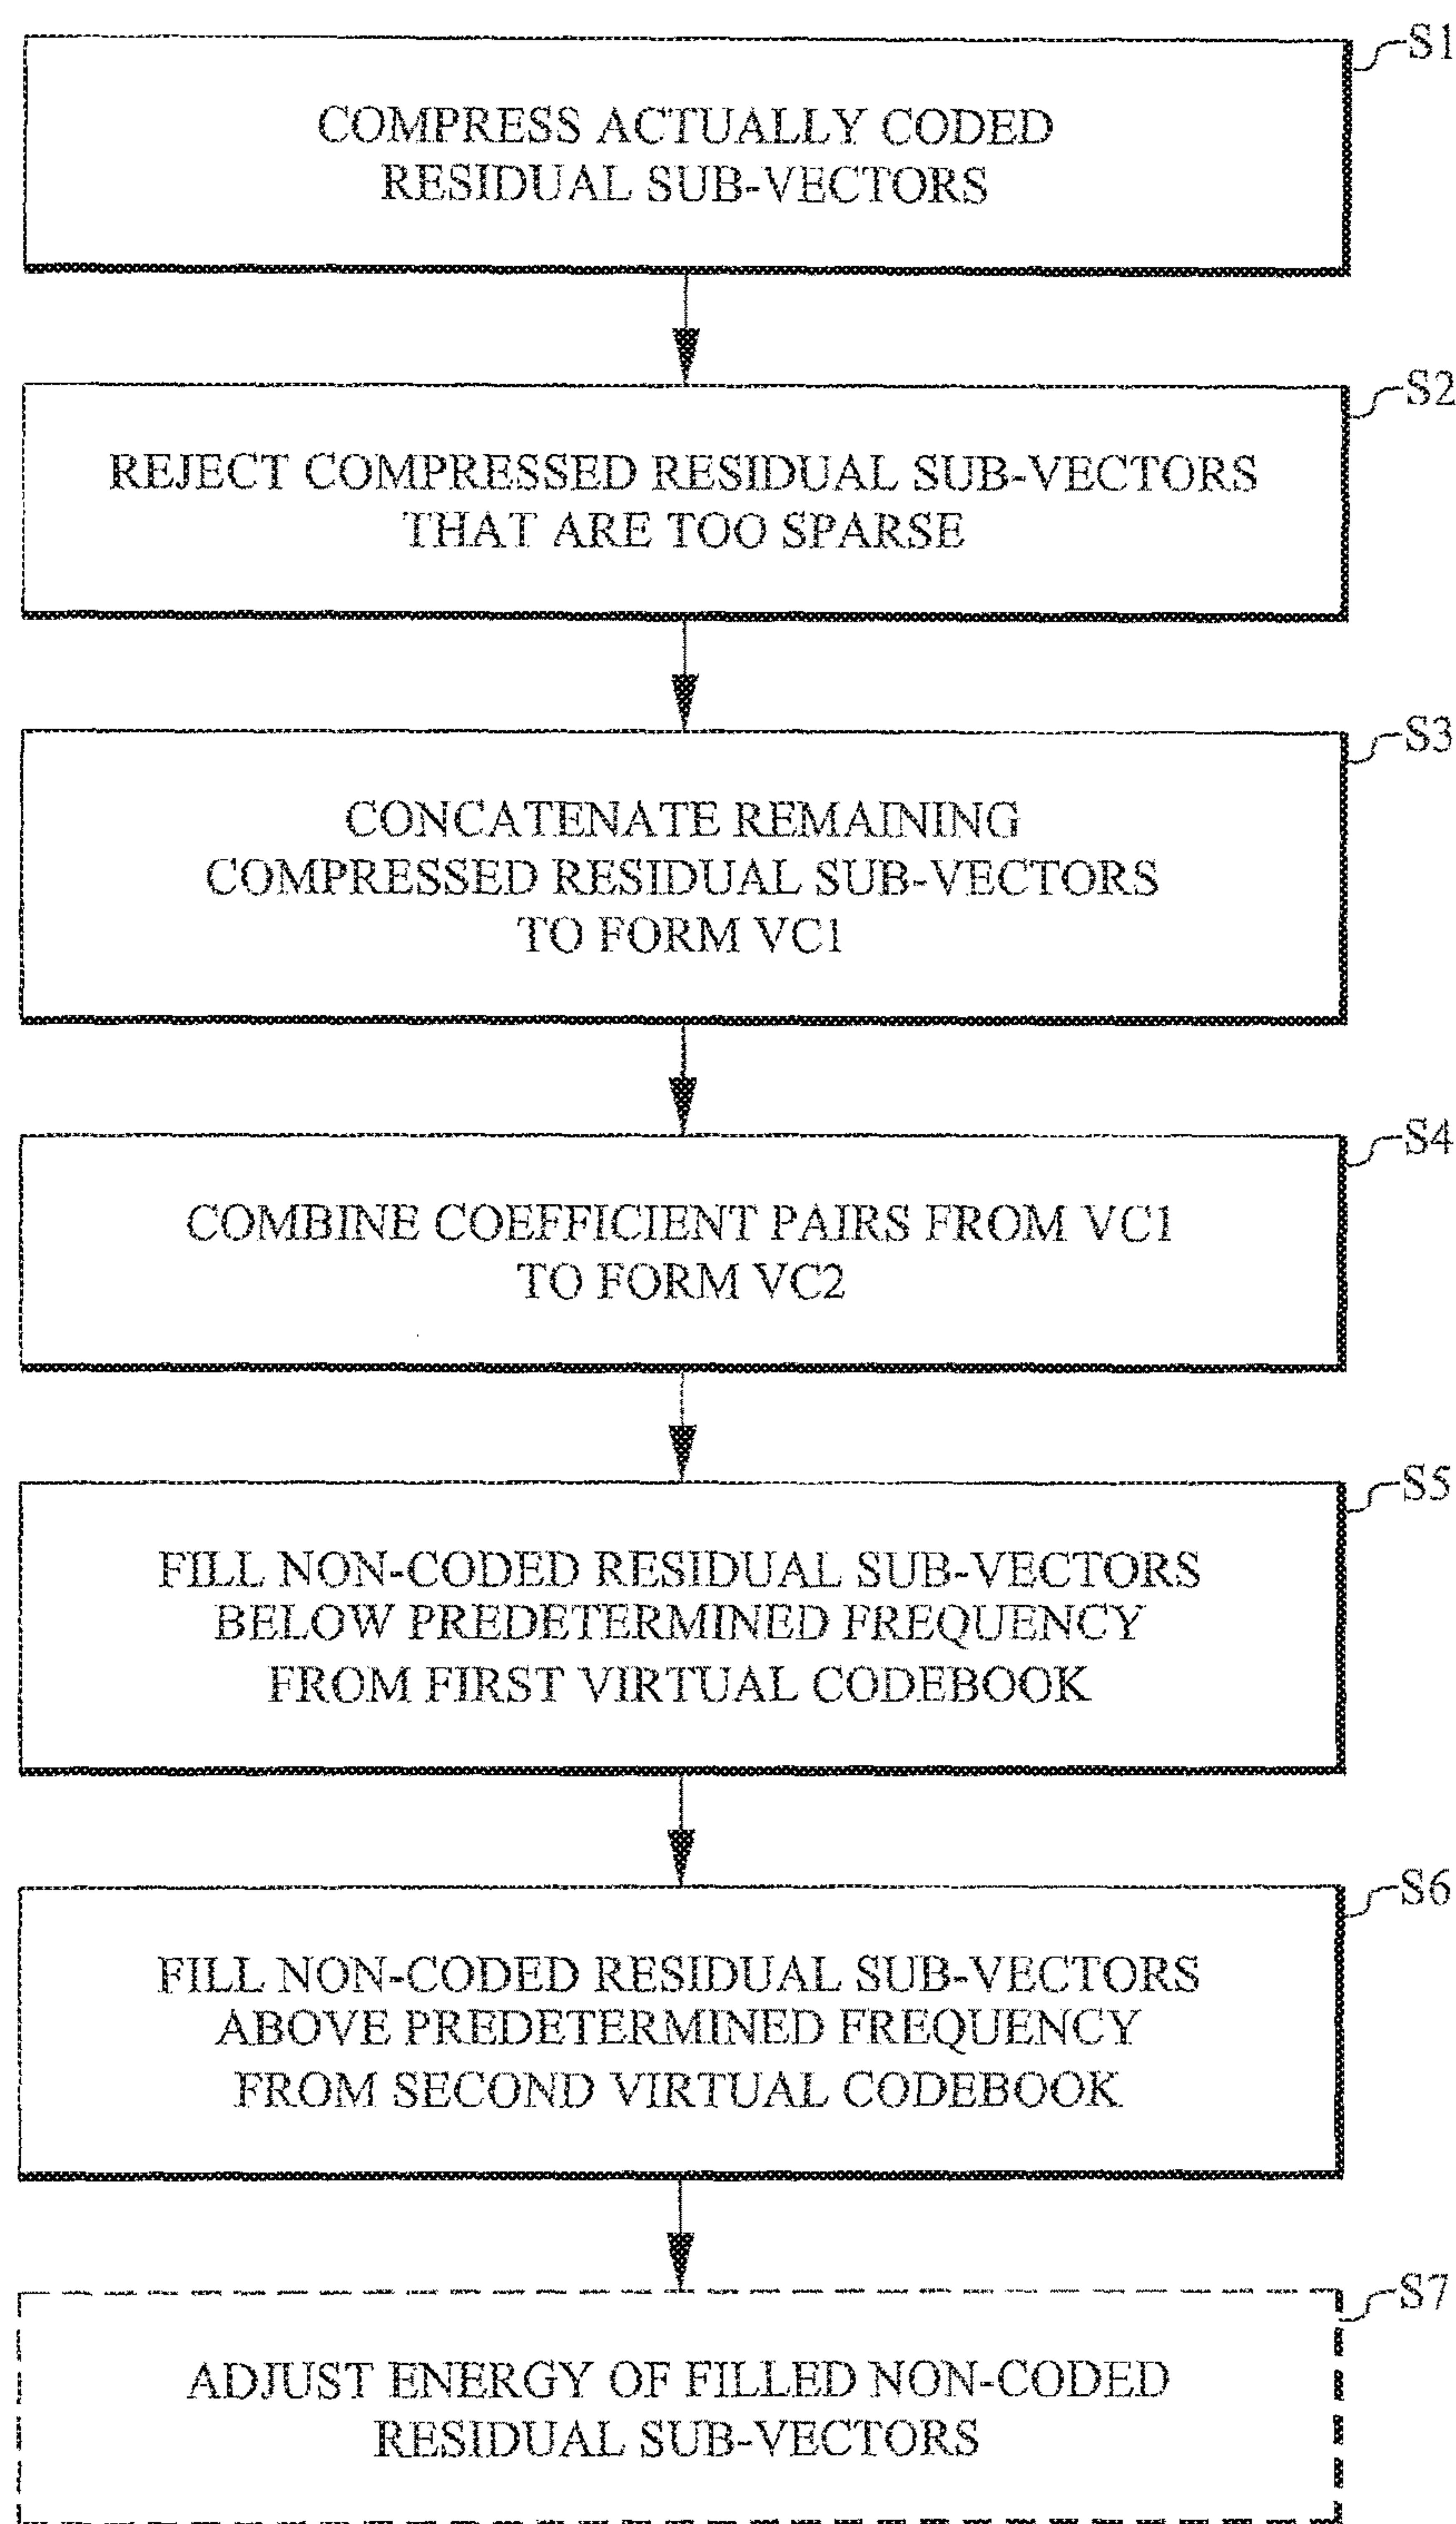 S1
COMPRESS ACTUALLY CODED
RESIDUAL SUB-VECTORS
S2
REJECT COMPRESSED RESIDUAL SUB-VECTORS
THAT ARE TOO SPARSE
S3
CONCATENATE REMAINING
COMPRESSED RESIDUAL SUB-VECTORS
TO FORM VC1
S4
COMBINE COEFFICIENT PAIRS FROM VC1
TO FORM VC2
S5
FILL NON-CODED RESIDUAL SUB-VECTORS
BELOW PREDETERMINED FREQUENCY
FROM FIRST VIRTUAL CODEBOOK
S6
FILL NON-CODED RESIDUAL SUB-VECTORS
ABOVE PREDETERMINED FREQUENCY
FROM SECOND VIRTUAL CODEBOOK
S7
ADJUST ENERGY OF FILLED NON-CODED
RESIDUAL SUB-VECTORS